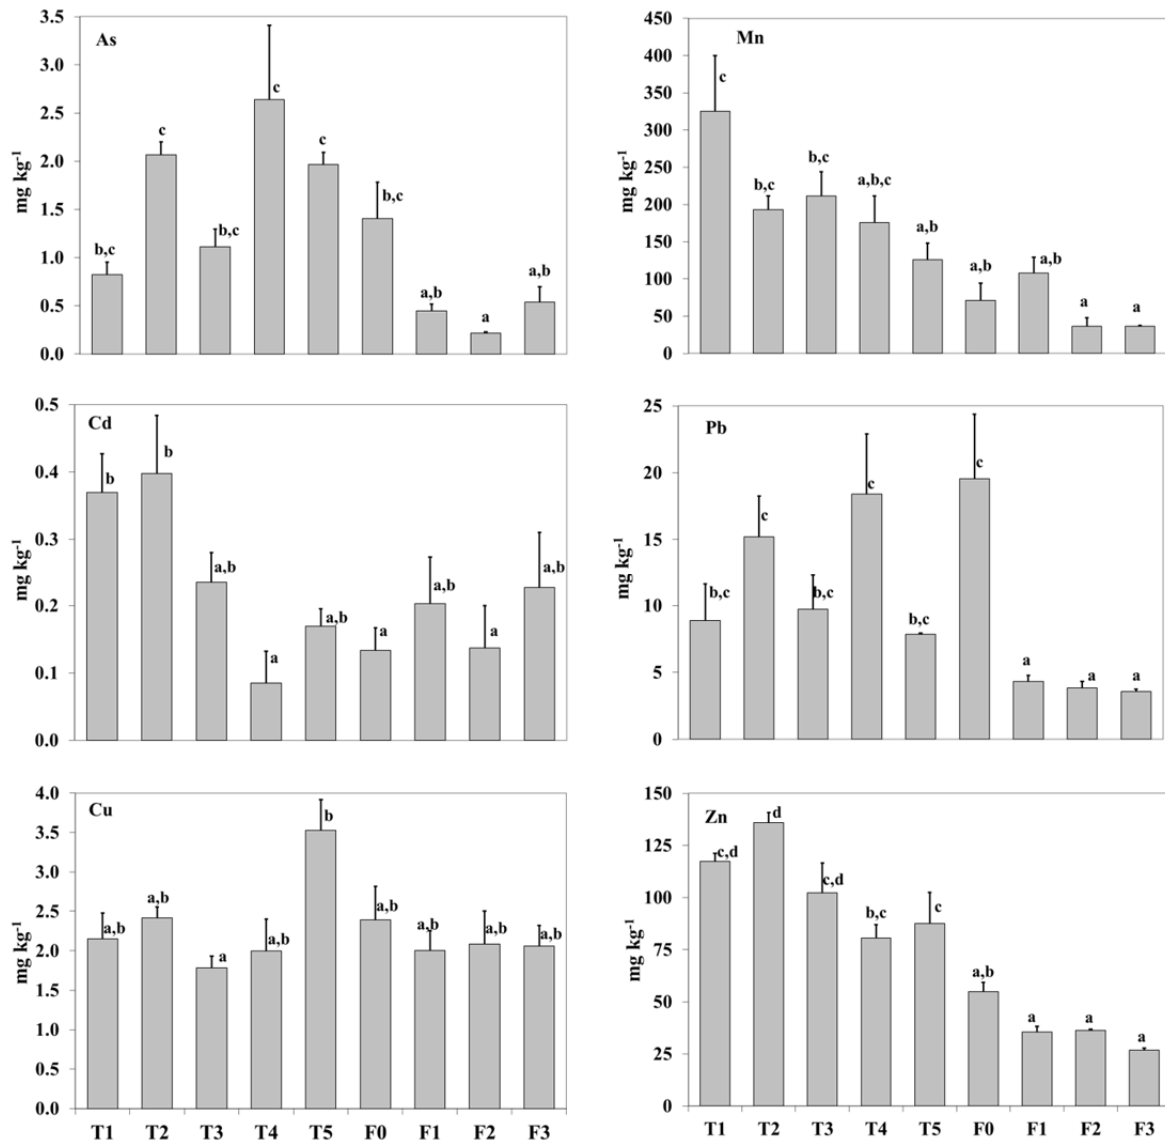 As
mg kg-1
3.5
3.0
2.5
2.0
1.5
1.0
0.5
0.0
b,c
c
b,c
c
c
b,c
a,b
a
a,b
Mn
mg kg-1
450
400
350
300
250
200
150
100
50
0
c
b,c
b,c
a,b,c
a,b
a,b
a,b
a
a
Cd
mg kg-1
0.5
0.4
0.3
0.2
0.1
0.0
b
b
a,b
a
a,b
a
a,b
a
a,b
Pb
mg kg-1
25
20
15
10
5
0
b,c
c
b,c
c
b,c
c
a
a
a
Cu
mg kg-1
4.0
3.5
3.0
2.5
2.0
1.5
1.0
0.5
0.0
a,b
a,b
a
a,b
b
a,b
a,b
a,b
a,b
T1 T2 T3 T4 T5 F0 F1 F2 F3
Zn
mg kg-1
150
125
100
75
50
25
0
c,d
d
c,d
b,c
c
a,b
a
a
a
T1 T2 T3 T4 T5 F0 F1 F2 F3